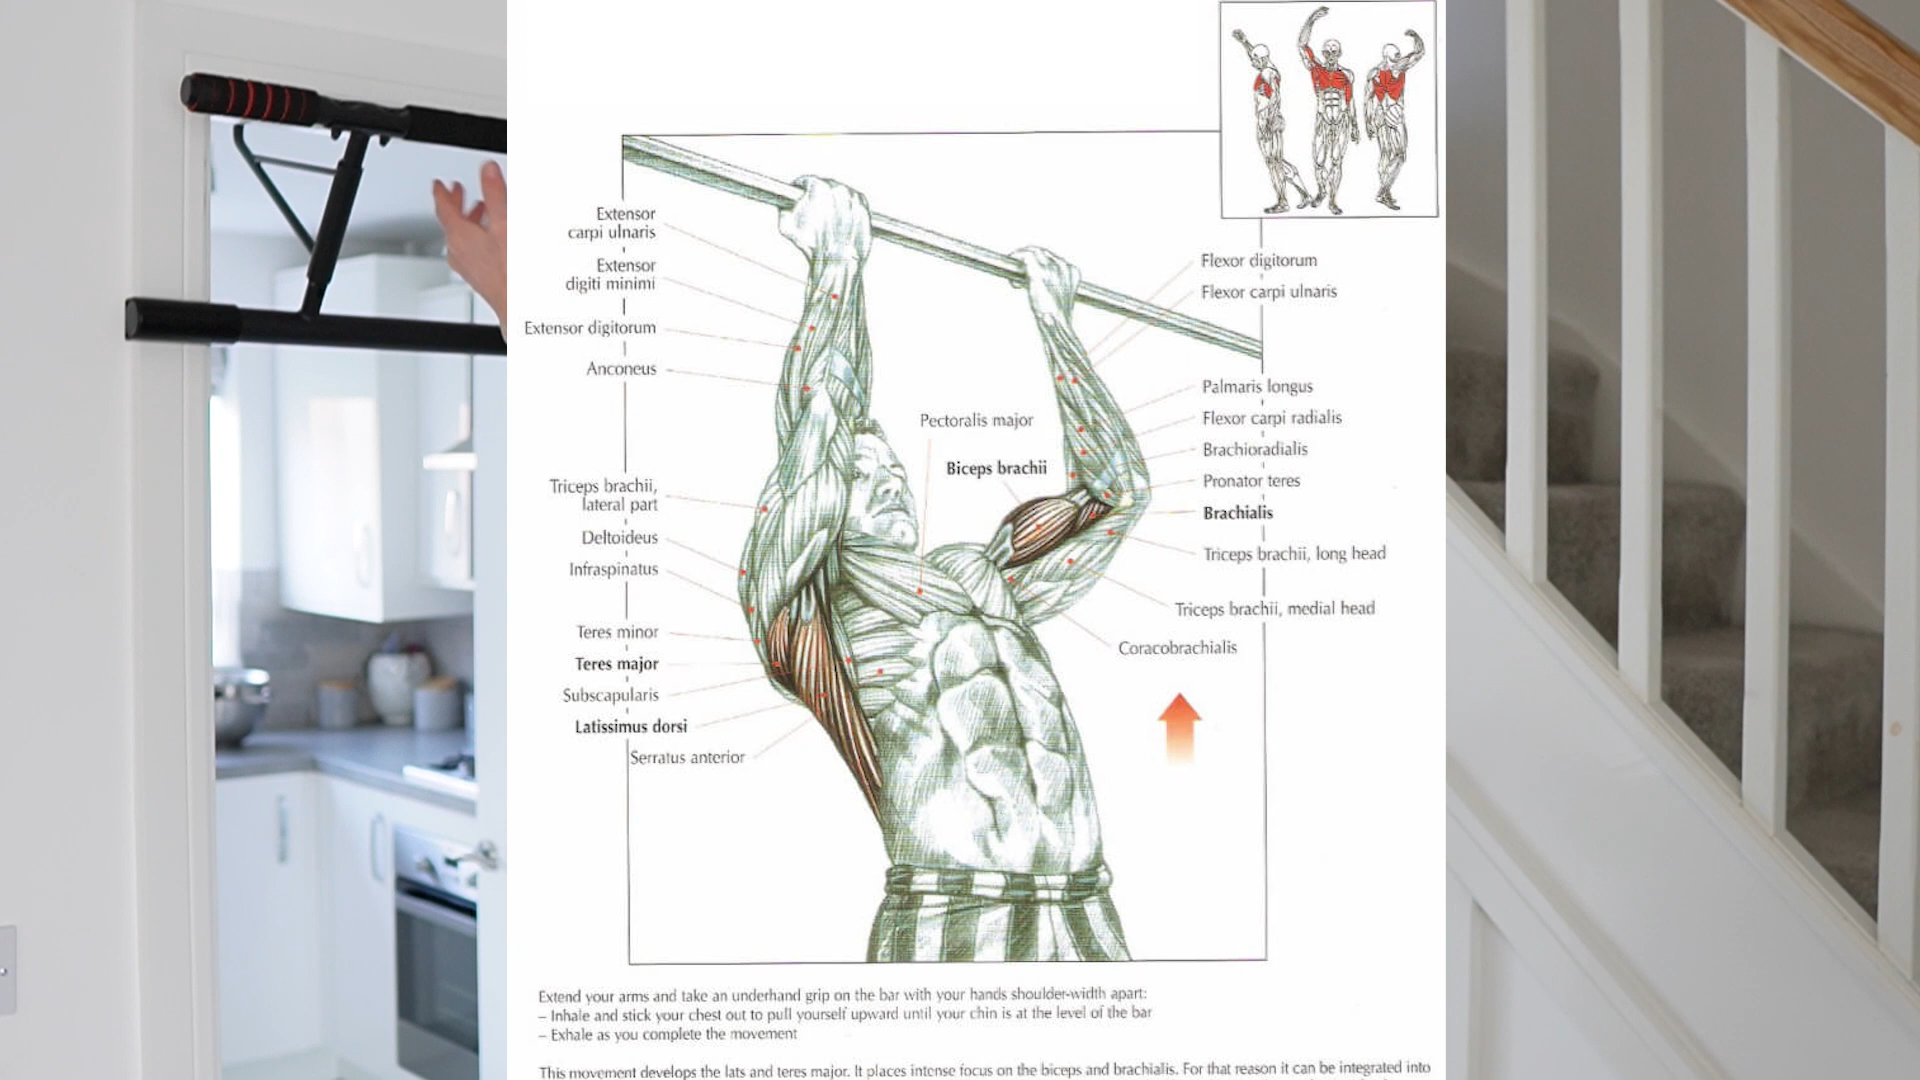 Extensor
carpi ulnaris
Extensor
digiti minimi
Extensor digitorum
Anconeus
Triceps brachii,
lateral part
Deltoideus
Infraspinatus
Teres minor
Teres major
Subscapularis
Latissimus dorsi
Serratus anterior
Pectoralis major
Biceps brachii
Flexor digitorum
Flexor carpi ulnaris
Palmaris longus
Flexor carpi radialis
Brachioradialis
Pronator teres
Brachialis
Triceps brachii, long head
Triceps brachii, medial head
Coracobrachialis
Extend your arms and take an underhand grip on the bar with your hands shoulder-width apart:
– Inhale and stick your chest out to pull yourself upward until your chin is at the level of the bar
– Exhale as you complete the movement
This movement develops the lats and teres major. It places intense focus on the biceps and brachialis. For that reason it can be integrated into